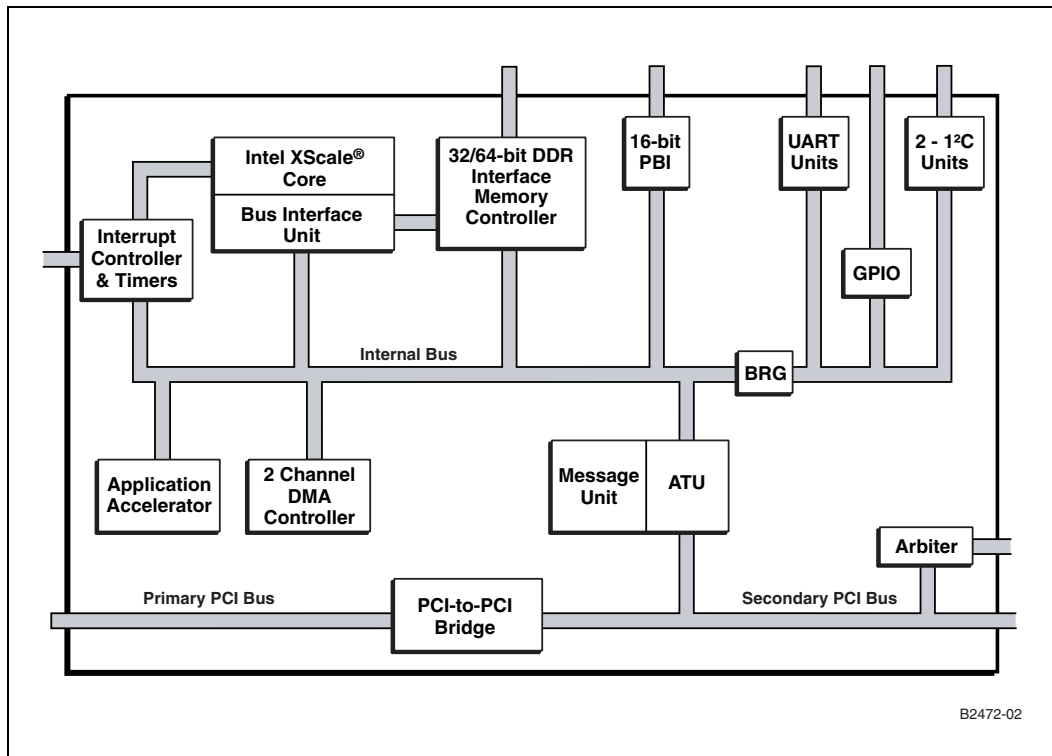 Intel XScale®
Core
Bus Interface
Unit
32/64-bit DDR
Interface
Memory
Controller
16-bit
PBI
UART
Units
2 - 1²C
Units
Interrupt
Controller
& Timers
GPIO
Internal Bus
BRG
Application
Accelerator
2 Channel
DMA
Controller
Message
Unit
ATU
Arbiter
Primary PCI Bus
PCI-to-PCI
Bridge
Secondary PCI Bus
B2472-02